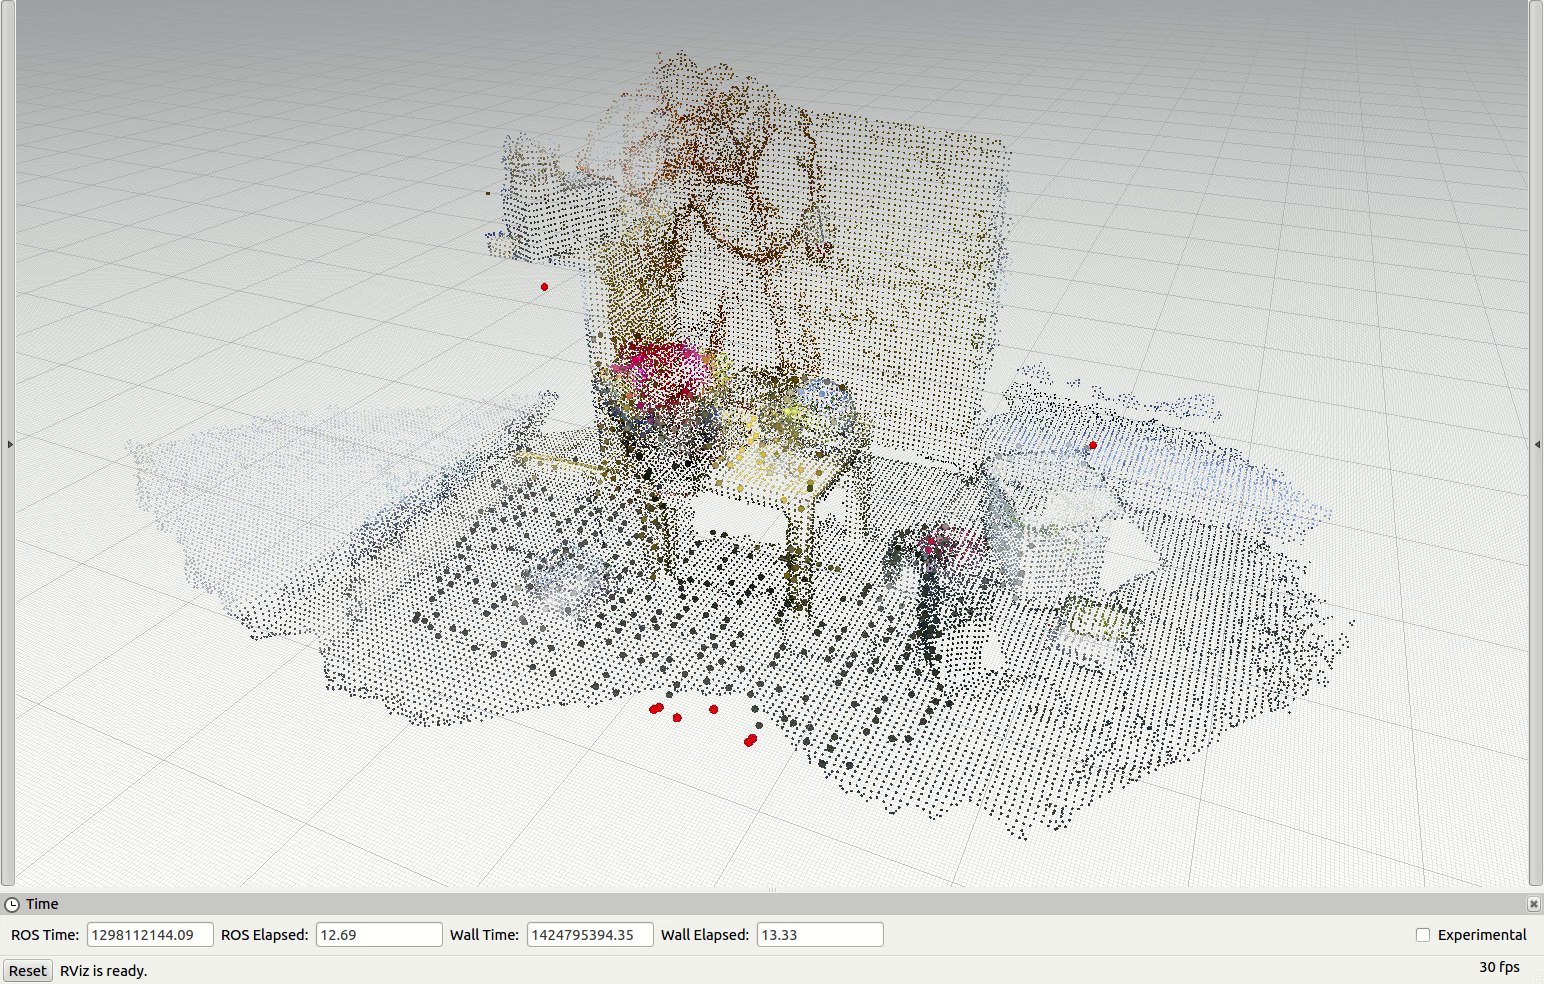 Time
ROS Time: 1298112144.09 ROS Elapsed: 12.69 Wall Time: 1424795394.35 Wall Elapsed: 13.33 Experimental
Reset RViz is ready. 30 fps